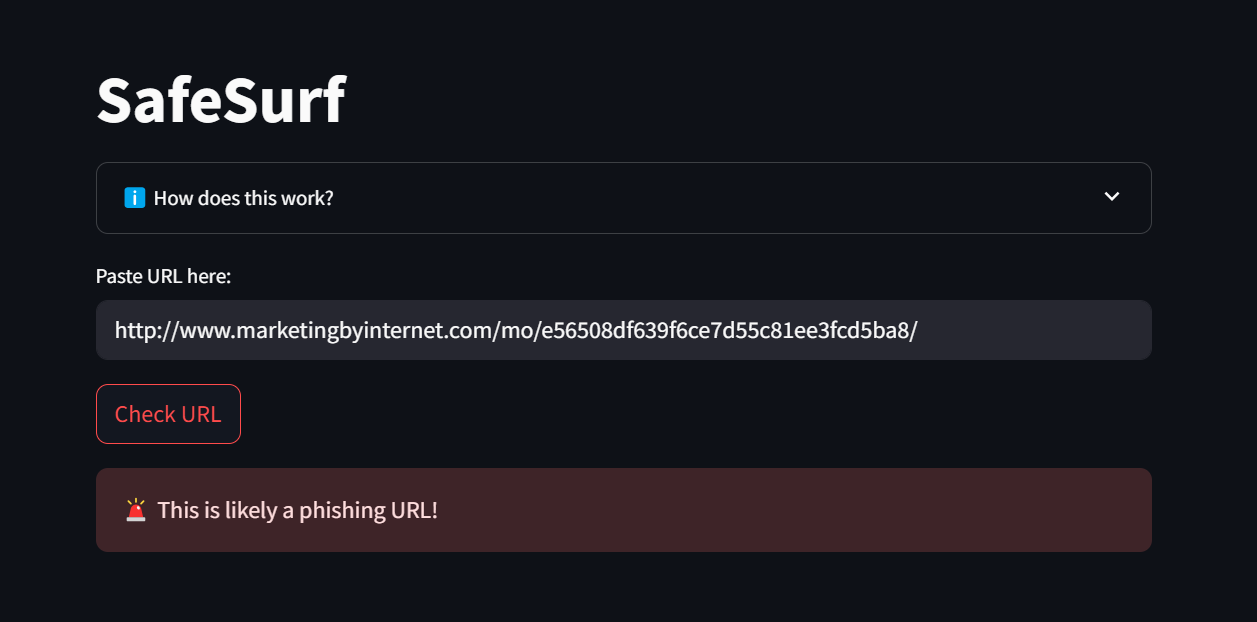 SafeSurf
ℹ️ How does this work?
Paste URL here:
http://www.marketingbyinternet.com/mo/e56508df639f6ce7d55c81ee3fcd5ba8/
Check URL
🚨 This is likely a phishing URL!